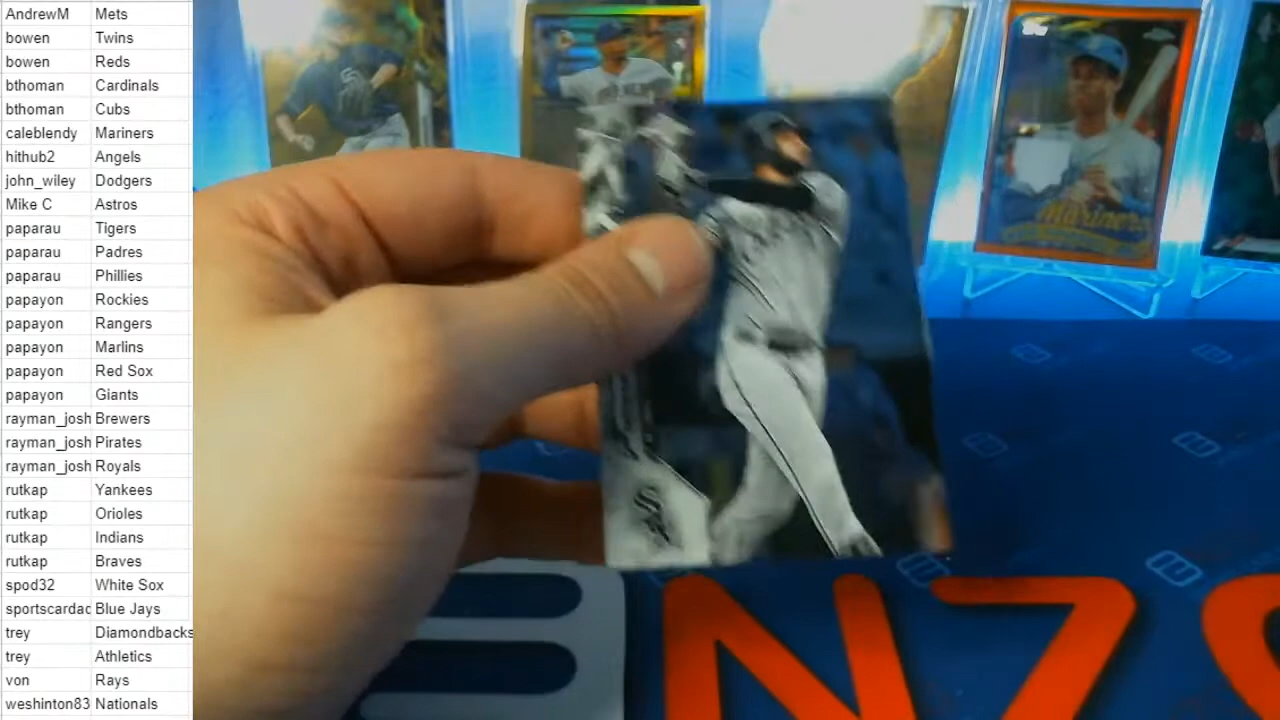 AndrewM Mets
bowen Twins
bowen Reds
bthoman Cardinals
bthoman Cubs
caleblendy Mariners
hithub2 Angels
john_wiley Dodgers
Mike C Astros
paparau Tigers
paparau Padres
paparau Phillies
papayon Rockies
papayon Rangers
papayon Marlins
papayon Red Sox
papayon Giants
rayman_josh Brewers
rayman_josh Pirates
rayman_josh Royals
rutkap Yankees
rutkap Orioles
rutkap Indians
rutkap Braves
spod32 White Sox
sportscardac Blue Jays
trey Diamondbacks
trey Athletics
von Rays
weshinton83 Nationals
Mariners
Sox